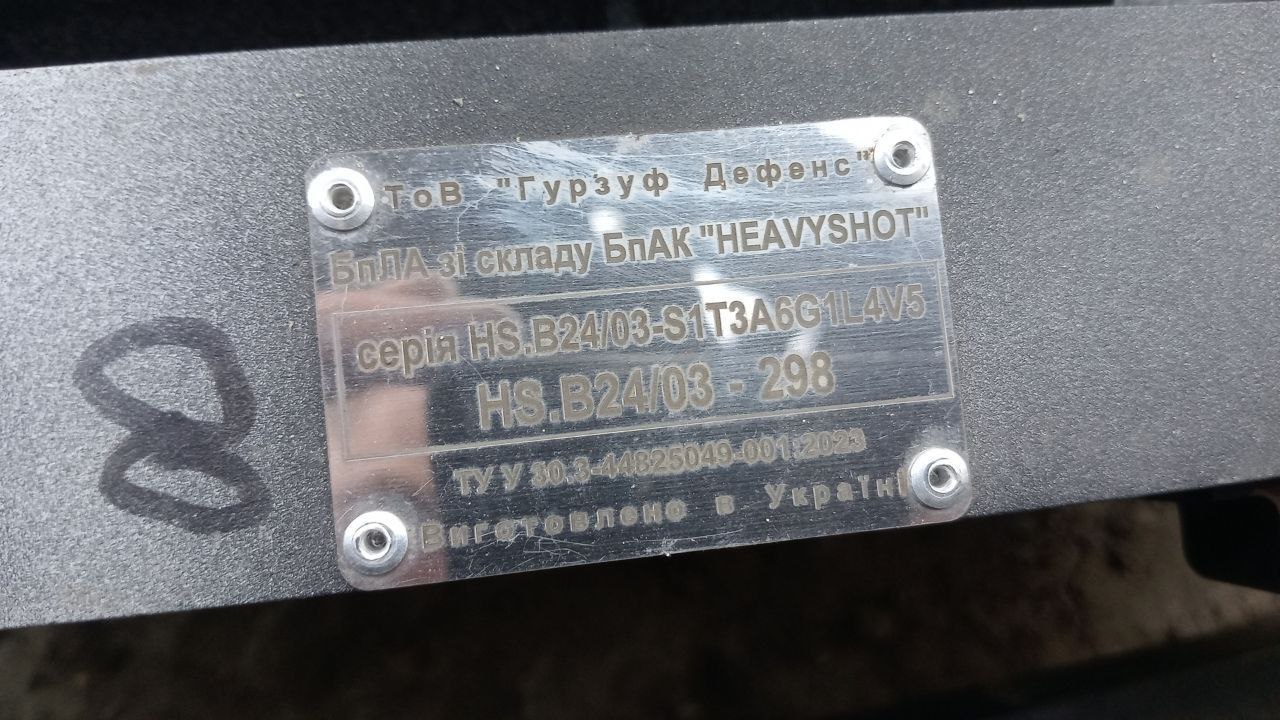 8
ТоВ "Гурзуф Дефенс"
БпЛА зі складу БпАК "HEAVYSHOT"
серія HS.B24/03-S1T3A6G1L4V5
HS.B24/03 - 298
ТУ У 30.3-44825049-001:2023
Виготовлено в Україні